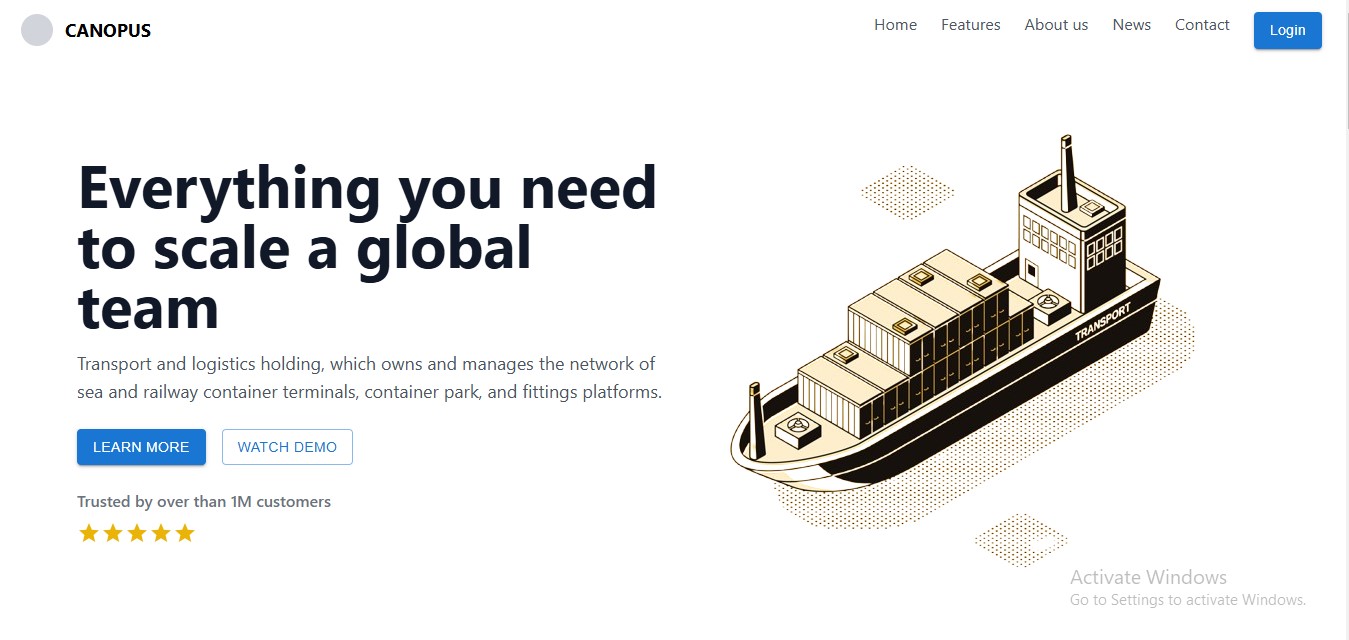 CANOPUS
Home Features About us News Contact Login
Everything you need
to scale a global
team
Transport and logistics holding, which owns and manages the network of
sea and railway container terminals, container park, and fittings platforms.
LEARN MORE WATCH DEMO
Trusted by over than 1M customers
TRANSPORT
Activate Windows
Go to Settings to activate Windows.